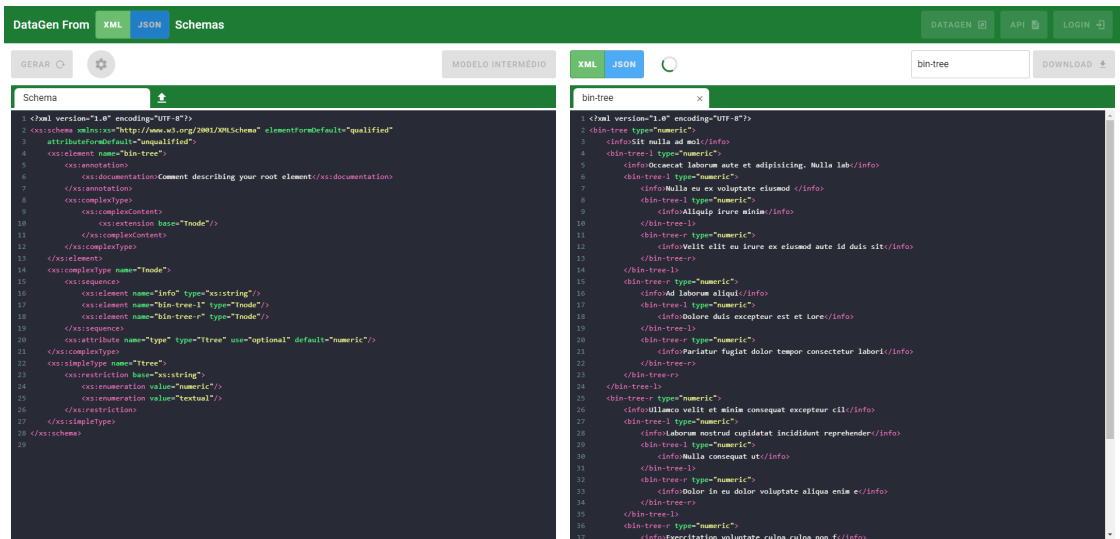 DataGen From XML JSON Schemas DATAGEN API LOGIN
GERAR MODELO INTERMÉDIO XML JSON bin-tree DOWNLOAD
Schema
1 <?xml version="1.0" encoding="UTF-8"?>
2 <xs:schema xmlns:xs="http://www.w3.org/2001/XMLSchema" elementFormDefault="qualified"
3 attributeFormDefault="unqualified">
4 <xs:element name="bin-tree">
5 <xs:annotation>
6 <xs:documentation>Comment describing your root element</xs:documentation>
7 </xs:annotation>
8 <xs:complexType>
9 <xs:complexContent>
10 <xs:extension base="Tnode"/>
11 </xs:complexContent>
12 </xs:complexType>
13 </xs:element>
14 <xs:complexType name="Tnode">
15 <xs:sequence>
16 <xs:element name="info" type="xs:string"/>
17 <xs:element name="bin-tree-l" type="Tnode"/>
18 <xs:element name="bin-tree-r" type="Tnode"/>
19 </xs:sequence>
20 <xs:attribute name="type" type="Ttree" use="optional" default="numeric"/>
21 </xs:complexType>
22 <xs:simpleType name="Ttree">
23 <xs:restriction base="xs:string">
24 <xs:enumeration value="numeric"/>
25 <xs:enumeration value="textual"/>
26 </xs:restriction>
27 </xs:simpleType>
28 </xs:schema>
29
bin-tree ×
1 <?xml version="1.0" encoding="UTF-8"?>
2 <bin-tree type="numeric">
3 <info>Sit nulla ad mol</info>
4 <bin-tree-l type="numeric">
5 <info>Occaecat laborum aute et adipisicing. Nulla lab</info>
6 <bin-tree-l type="numeric">
7 <info>Nulla eu ex voluptate eiusmod </info>
8 <bin-tree-l type="numeric">
9 <info>Aliquip irure minim</info>
10 </bin-tree-l>
11 <bin-tree-r type="numeric">
12 <info>Velit elit eu irure ex eiusmod aute id duis sit</info>
13 </bin-tree-r>
14 </bin-tree-l>
15 <bin-tree-r type="numeric">
16 <info>Ad laborum aliqui</info>
17 <bin-tree-l type="numeric">
18 <info>Dolore duis excepteur est et Lore</info>
19 </bin-tree-l>
20 <bin-tree-r type="numeric">
21 <info>Pariatur fugiat dolor tempor consectetur labori</info>
22 </bin-tree-r>
23 </bin-tree-r>
24 </bin-tree-l>
25 <bin-tree-r type="numeric">
26 <info>Ullamco velit et minim consequat excepteur cil</info>
27 <bin-tree-l type="numeric">
28 <info>Laborum nostrud cupidatat incididunt reprehender</info>
29 <bin-tree-l type="numeric">
30 <info>Nulla consequat ut</info>
31 </bin-tree-l>
32 <bin-tree-r type="numeric">
33 <info>Dolor in eu dolor voluptate aliqua enim e</info>
34 </bin-tree-r>
35 </bin-tree-l>
36 <bin-tree-r type="numeric">
37 <info>Exercitation voluptate culpa culpa non f</info>